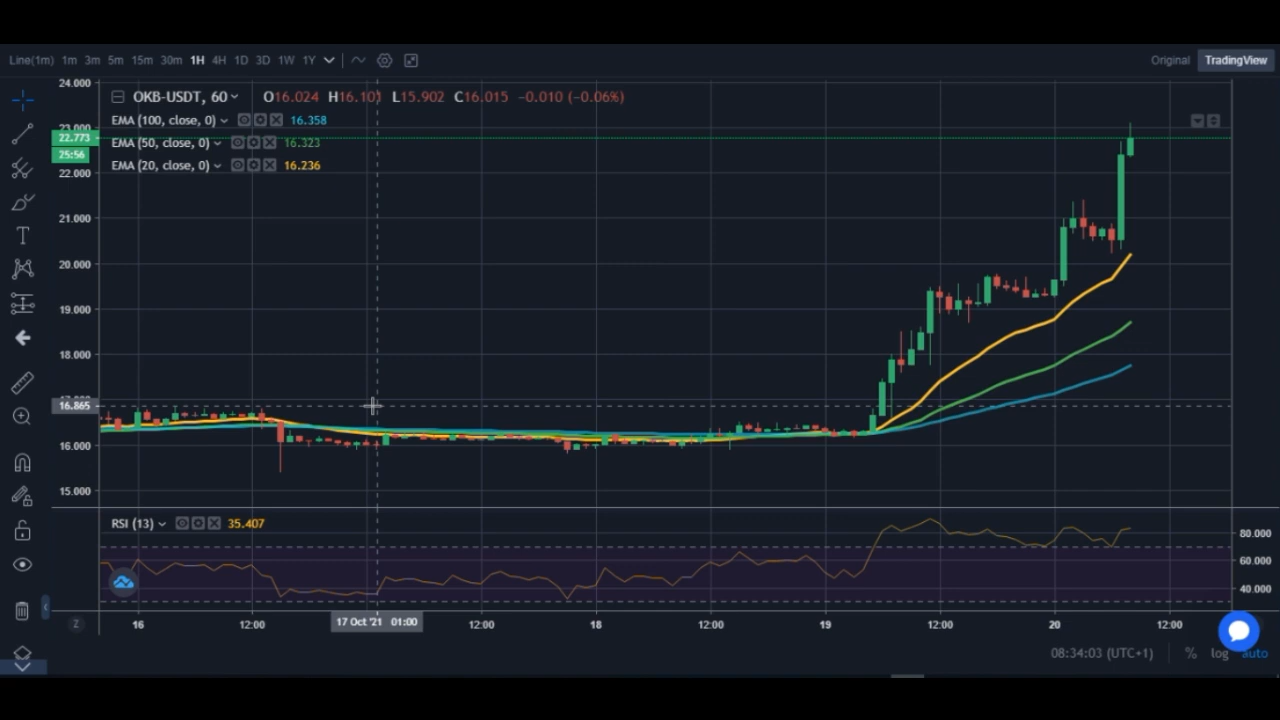 Line(1m) 1m 3m 5m 15m 30m 1H 4H 1D 3D 1W 1Y Original TradingView
24.000
OKB-USDT, 60 O16.024 H16.101 L15.902 C16.015 −0.010 (−0.06%)
EMA (100, close, 0) 16.358
23.000
22.773
EMA (50, close, 0) 16.323
25:56
EMA (20, close, 0) 16.236
22.000
21.000
20.000
19.000
18.000
16.865
16.000
15.000
RSI (13) 35.407
80.000
60.000
40.000
16 12:00 17 Oct '21 01:00 12:00 18 12:00 19 12:00 20 12:00
Z
08:34:03 (UTC+1) % log auto